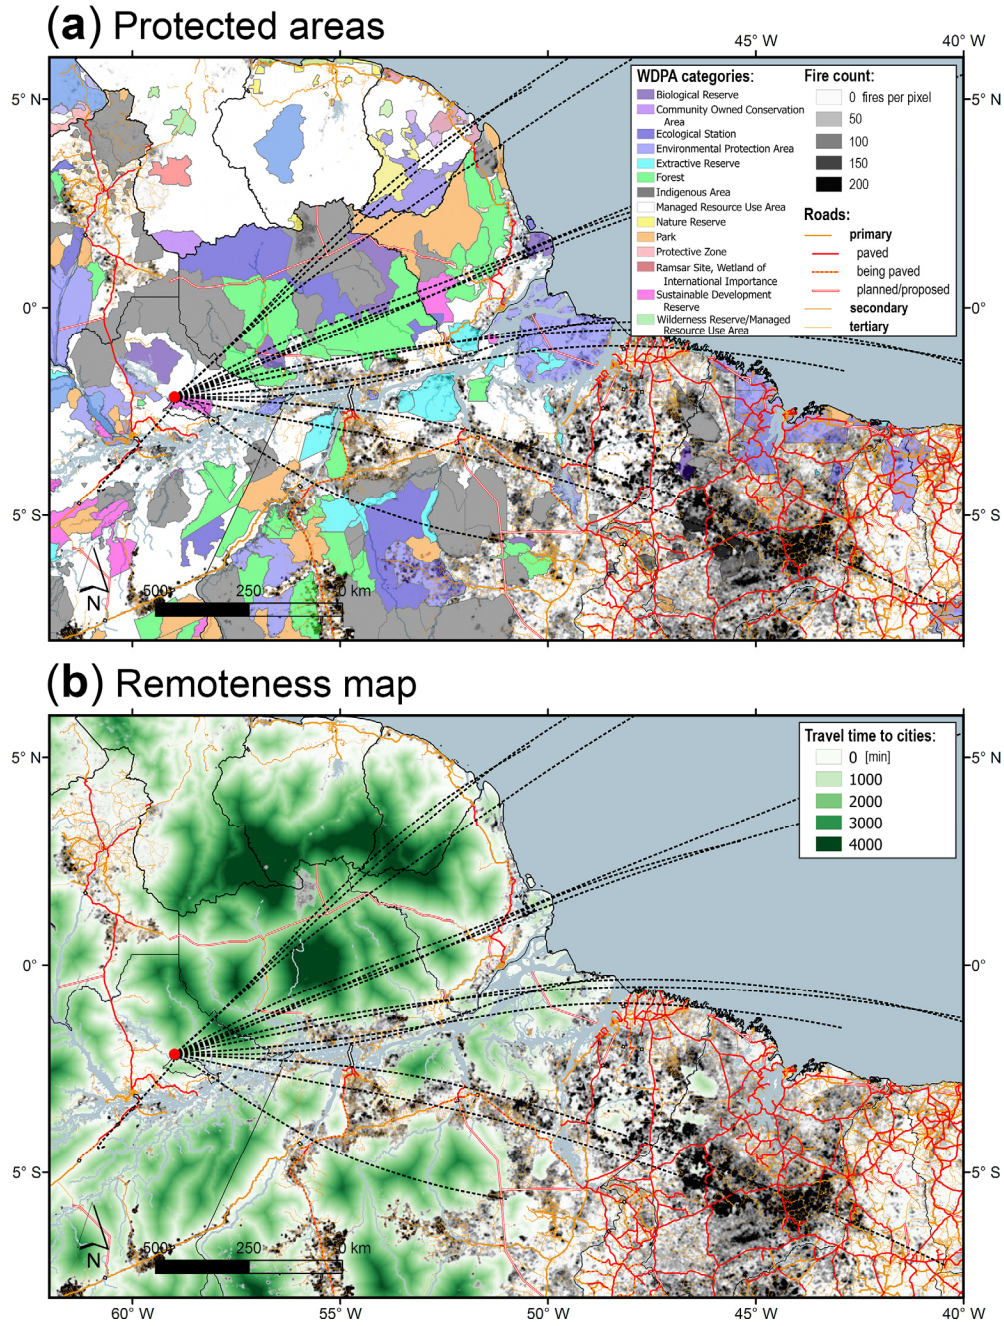 (a) Protected areas
45° W
40° W
5° N
5° N
WDPA categories:
Biological Reserve
Community Owned Conservation
Area
Ecological Station
Environmental Protection Area
Extractive Reserve
Forest
Indigenous Area
Managed Resource Use Area
Nature Reserve
Park
Protective Zone
Ramsar Site, Wetland of
International Importance
Sustainable Development
Reserve
Wilderness Reserve/Managed
Resource Use Area
Fire count:
0 fires per pixel
50
100
150
200
Roads:
primary
paved
being paved
planned/proposed
secondary
tertiary
0°
0°
5° S
5° S
N
500
250
0 km
(b) Remoteness map
5° N
5° N
Travel time to cities:
0 [min]
1000
2000
3000
4000
0°
0°
5° S
5° S
N
500
250
0 km
60° W
55° W
50° W
45° W
40° W